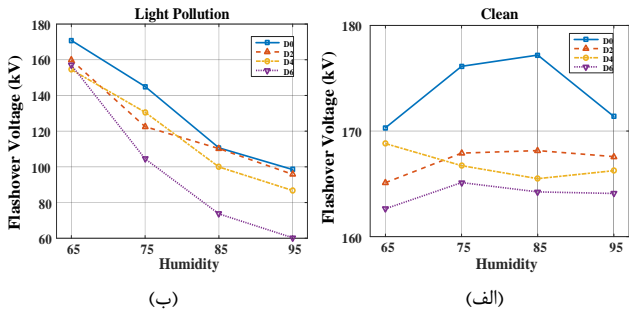 Light Pollution
Flashover Voltage (kV)
180
160
140
120
100
80
60
65
75
85
95
Humidity
D0
D2
D4
D6
(ب)
Clean
Flashover Voltage (kV)
180
170
160
65
75
85
95
Humidity
D0
D2
D4
D6
(الف)